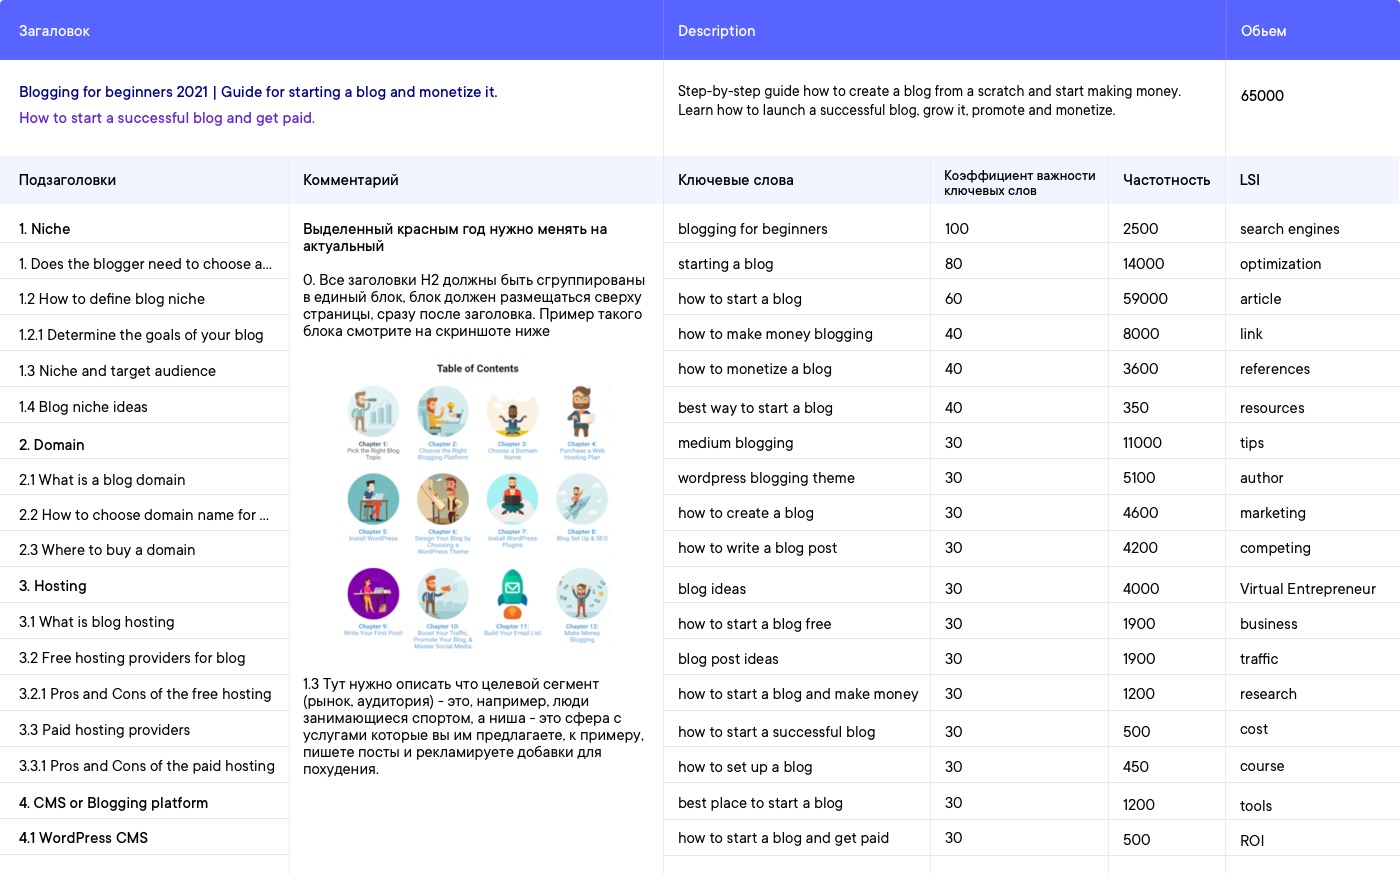 Загаловок
Description
Обьем
Blogging for beginners 2021 | Guide for starting a blog and monetize it.
How to start a successful blog and get paid.
Step-by-step guide how to create a blog from a scratch and start making money.
Learn how to launch a successful blog, grow it, promote and monetize.
65000
Подзаголовки
Комментарий
Ключевые слова
Коэффициент важности
ключевых слов
Частотность
LSI
1. Niche
1. Does the blogger need to choose a...
1.2 How to define blog niche
1.2.1 Determine the goals of your blog
1.3 Niche and target audience
1.4 Blog niche ideas
2. Domain
2.1 What is a blog domain
2.2 How to choose domain name for ...
2.3 Where to buy a domain
3. Hosting
3.1 What is blog hosting
3.2 Free hosting providers for blog
3.2.1 Pros and Cons of the free hosting
3.3 Paid hosting providers
3.3.1 Pros and Cons of the paid hosting
4. CMS or Blogging platform
4.1 WordPress CMS
Выделенный красным год нужно менять на
актуальный
0. Все заголовки H2 должны быть сгруппированы
в единый блок, блок должен размещаться сверху
страницы, сразу после заголовка. Пример такого
блока смотрите на скриншоте ниже
Table of Contents
Chapter 1:
Pick the Right Blog
Topic
Chapter 2:
Choose the Right
Blogging Platform
Chapter 3:
Choose a Domain
Name
Chapter 4:
Purchase a Web
Hosting Plan
Chapter 5:
Install WordPress
Chapter 6:
Design Your Blog by
Choosing a
WordPress Theme
Chapter 7:
Install WordPress
Plugins
Chapter 8:
Blog Set Up & SEO
Chapter 9:
Write Your First Post!
Chapter 10:
Boost Your Traffic,
Promote Your Blog, &
Master Social Media
Chapter 11:
Build Your Email List
Chapter 12:
Make Money
Blogging
1.3 Тут нужно описать что целевой сегмент
(рынок, аудитория) - это, например, люди
занимающиеся спортом, а ниша - это сфера с
услугами которые вы им предлагаете, к примеру,
пишете посты и рекламируете добавки для
похудения.
blogging for beginners 100 2500 search engines
starting a blog 80 14000 optimization
how to start a blog 60 59000 article
how to make money blogging 40 8000 link
how to monetize a blog 40 3600 references
best way to start a blog 40 350 resources
medium blogging 30 11000 tips
wordpress blogging theme 30 5100 author
how to create a blog 30 4600 marketing
how to write a blog post 30 4200 competing
blog ideas 30 4000 Virtual Entrepreneur
how to start a blog free 30 1900 business
blog post ideas 30 1900 traffic
how to start a blog and make money 30 1200 research
how to start a successful blog 30 500 cost
how to set up a blog 30 450 course
best place to start a blog 30 1200 tools
how to start a blog and get paid 30 500 ROI